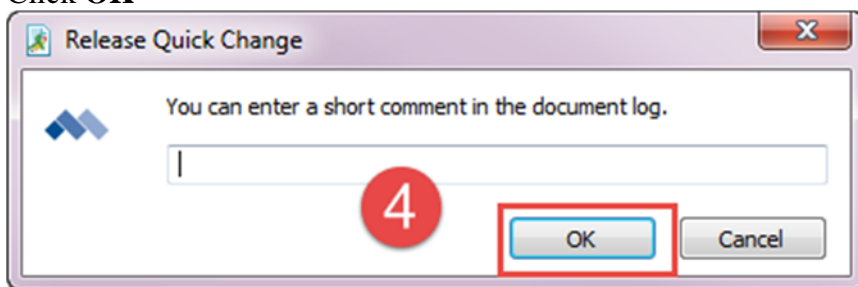 Click OK
Release Quick Change
You can enter a short comment in the document log.
4
OK
Cancel